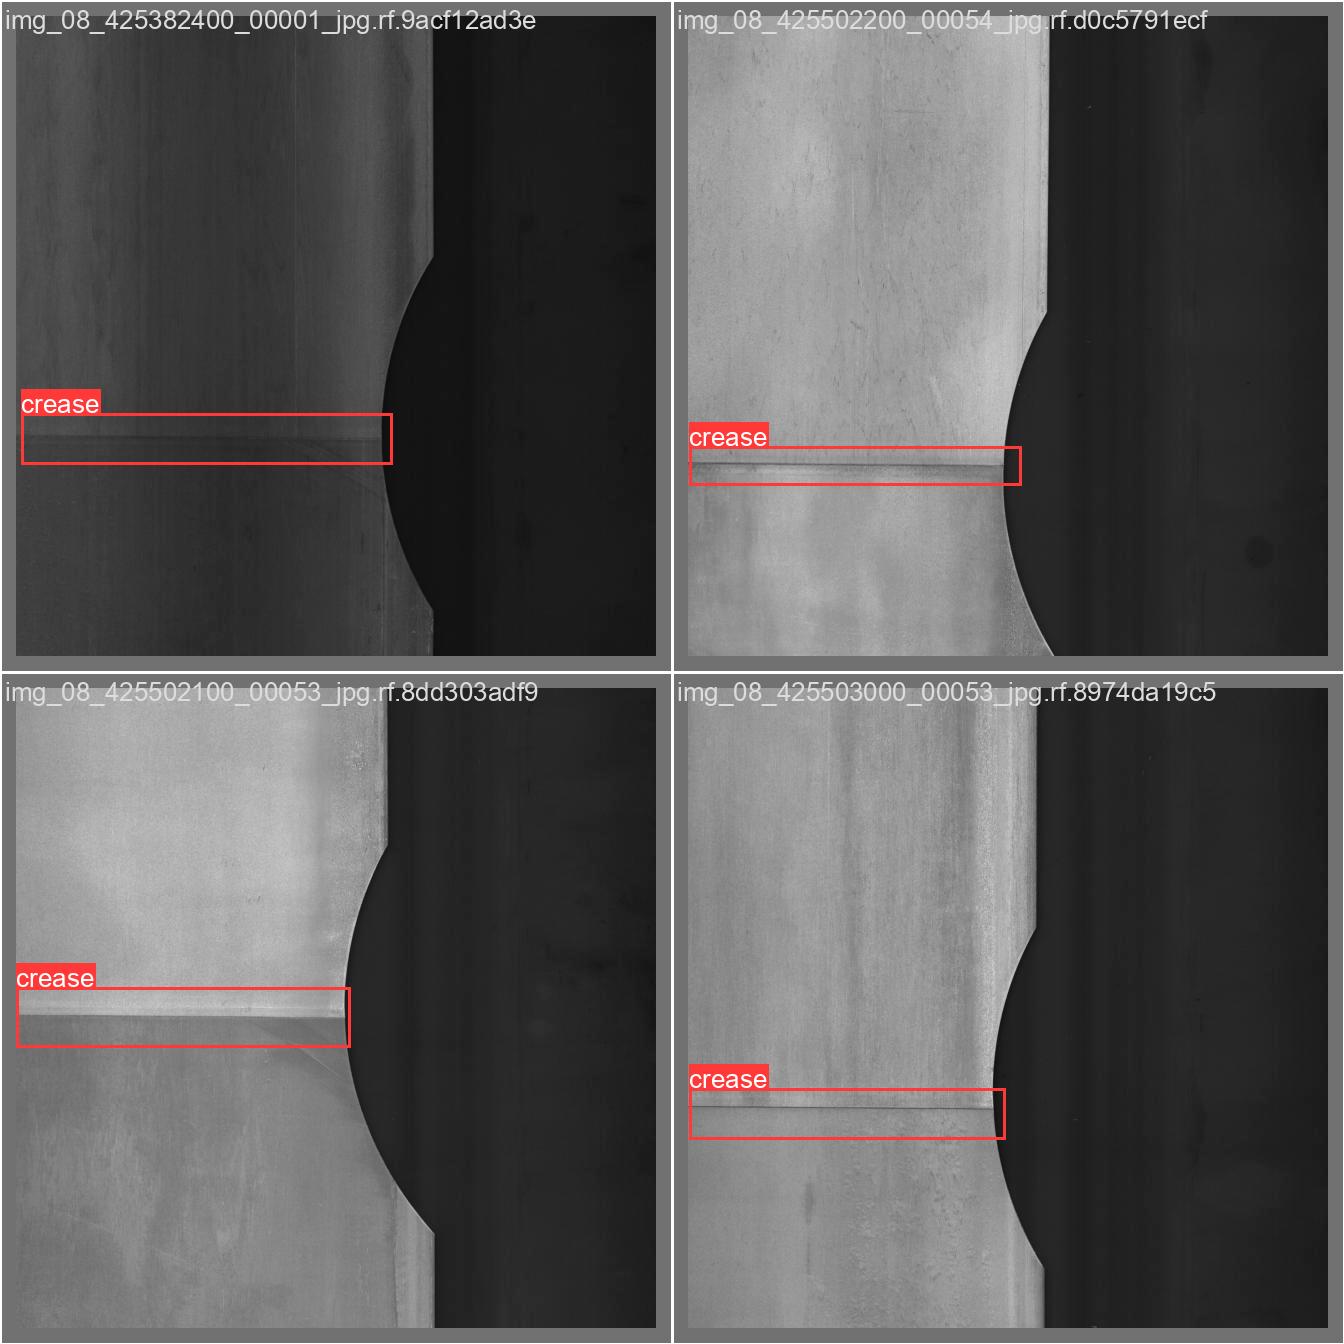 img_08_425382400_00001_jpg.rf.9acf12ad3e
img_08_425502200_00054_jpg.rf.d0c5791ecf
crease
crease
img_08_425502100_00053_jpg.rf.8dd303adf9
img_08_425503000_00053_jpg.rf.8974da19c5
crease
crease